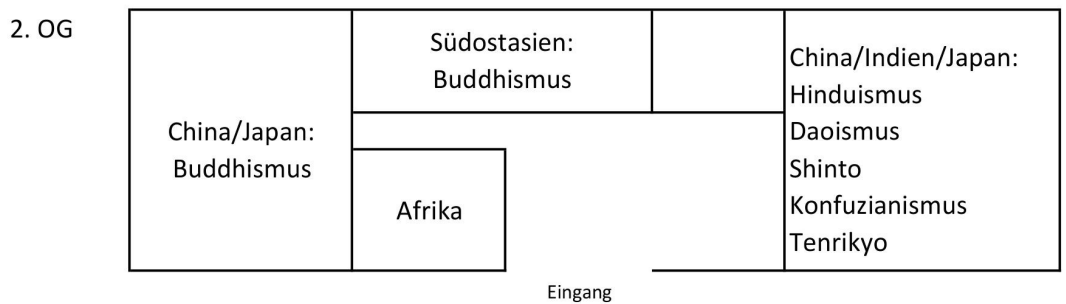 2. OG
China/Japan:
Buddhismus
Südostasien:
Buddhismus
Afrika
China/Indien/Japan:
Hinduismus
Daoismus
Shinto
Konfuzianismus
Tenrikyo
Eingang